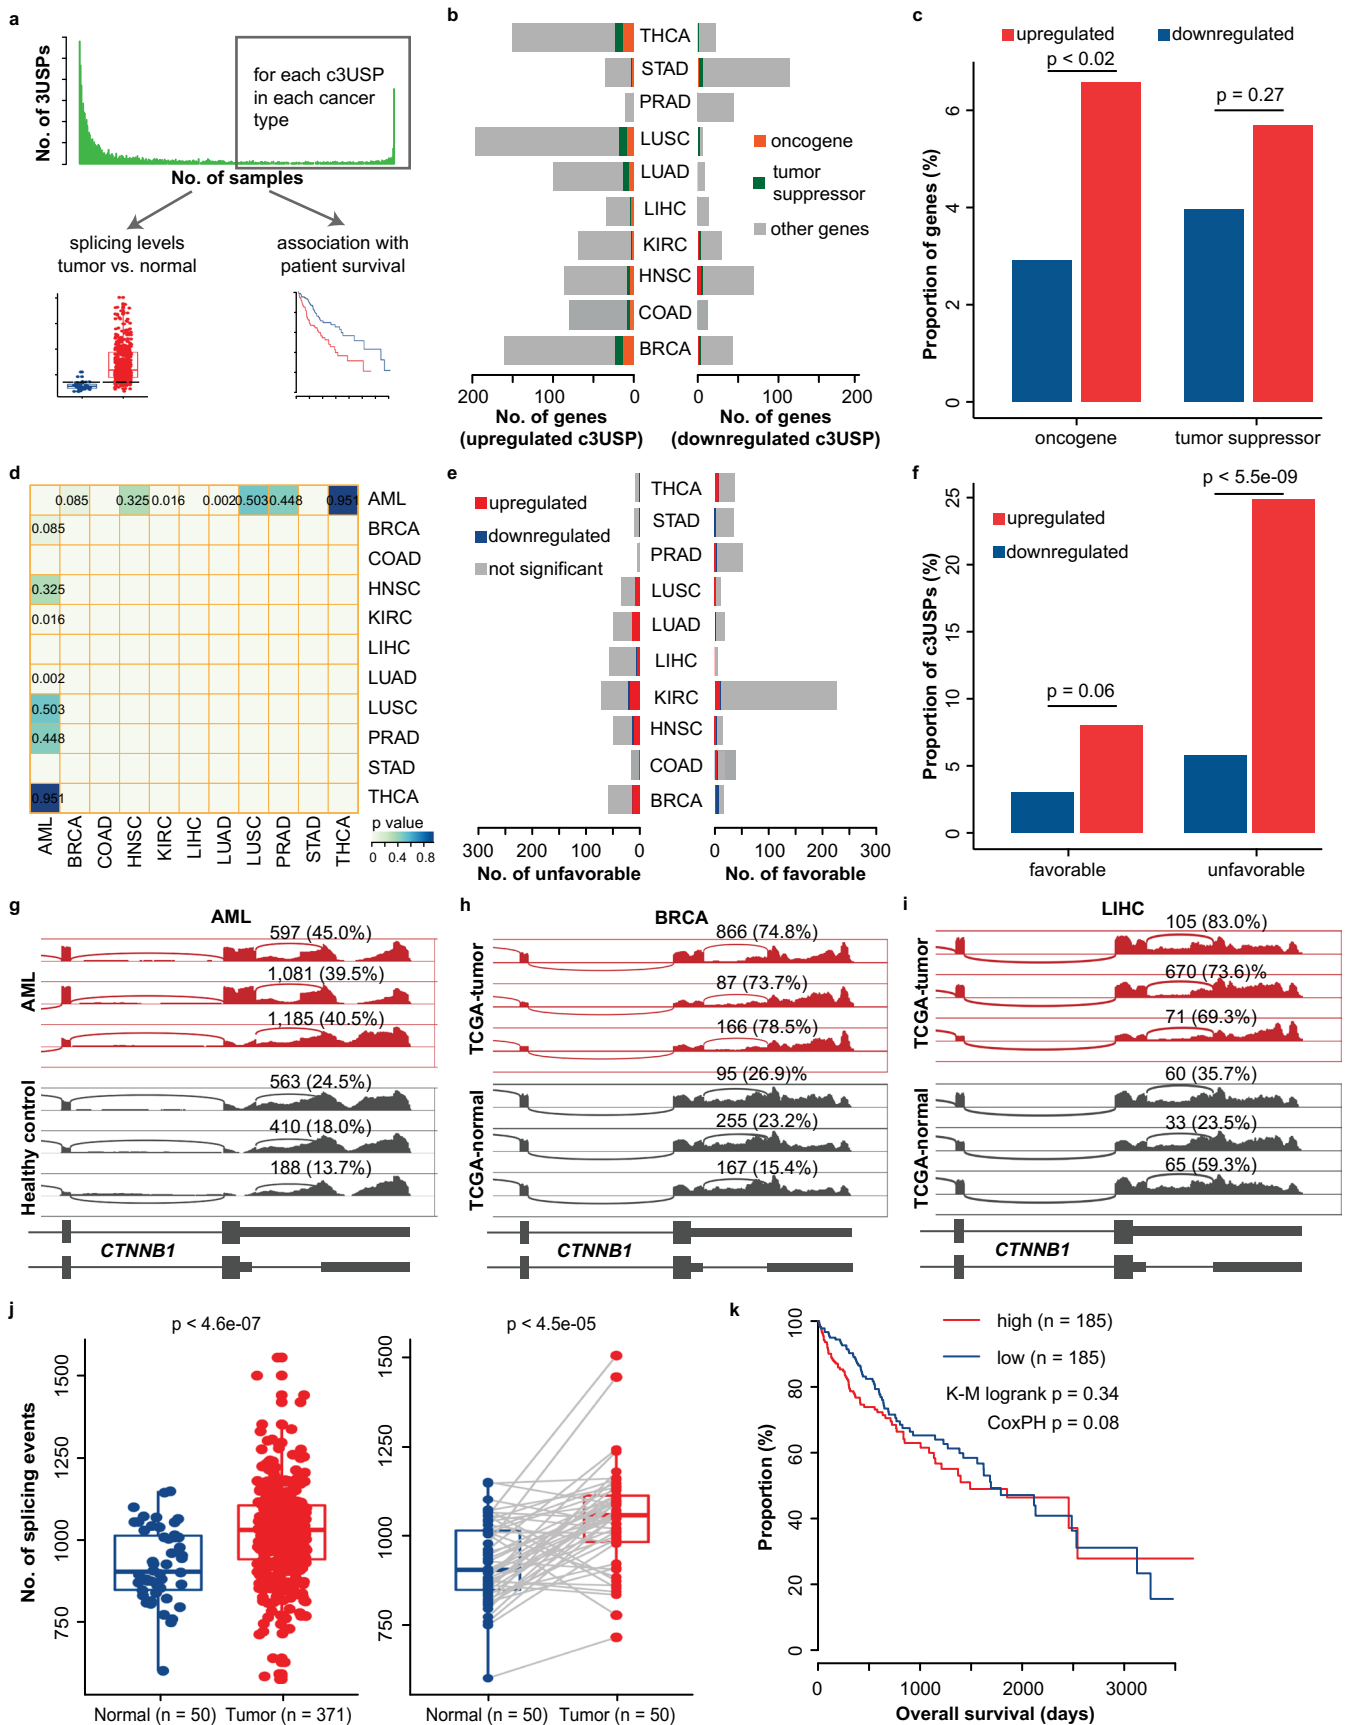 a
No. of 3USPs
for each c3USP
in each cancer
type
No. of samples
splicing levels
tumor vs. normal
association with
patient survival
b
THCA
STAD
PRAD
LUSC
LUAD
LIHC
KIRC
HNSC
COAD
BRCA
oncogene
tumor
suppressor
other genes
200 100 0
0 100 200
No. of genes
(upregulated c3USP)
No. of genes
(downregulated c3USP)
c
upregulated downregulated
p < 0.02
p = 0.27
Proportion of genes (%)
6
4
2
0
oncogene tumor suppressor
d
0.085 0.325 0.016 0.002 0.503 0.448 0.951 AML
0.085 BRCA
COAD
0.325 HNSC
0.016 KIRC
LIHC
0.002 LUAD
0.503 LUSC
0.448 PRAD
STAD
0.951 THCA
AML BRCA COAD HNSC KIRC LIHC LUAD LUSC PRAD STAD THCA
p value
0 0.4 0.8
e
upregulated
downregulated
not significant
THCA
STAD
PRAD
LUSC
LUAD
LIHC
KIRC
HNSC
COAD
BRCA
300 200 100 0
0 100 200 300
No. of unfavorable
No. of favorable
f
p < 5.5e-09
upregulated
downregulated
p = 0.06
Proportion of c3USPs (%)
25
20
15
10
5
0
favorable unfavorable
g
AML
AML
597 (45.0%)
1,081 (39.5%)
1,185 (40.5%)
Healthy control
563 (24.5%)
410 (18.0%)
188 (13.7%)
CTNNB1
h
BRCA
TCGA-tumor
866 (74.8%)
87 (73.7%)
166 (78.5%)
TCGA-normal
95 (26.9)%
255 (23.2%)
167 (15.4%)
CTNNB1
i
LIHC
TCGA-tumor
105 (83.0%)
670 (73.6)%
71 (69.3%)
TCGA-normal
60 (35.7%)
33 (23.5%)
65 (59.3%)
CTNNB1
j
p < 4.6e-07
No. of splicing events
1500
1250
1000
750
Normal (n = 50) Tumor (n = 371)
p < 4.5e-05
1500
1250
1000
750
Normal (n = 50) Tumor (n = 50)
k
high (n = 185)
low (n = 185)
K-M logrank p = 0.34
CoxPH p = 0.08
Proportion (%)
100
80
60
40
20
0
0 1000 2000 3000
Overall survival (days)